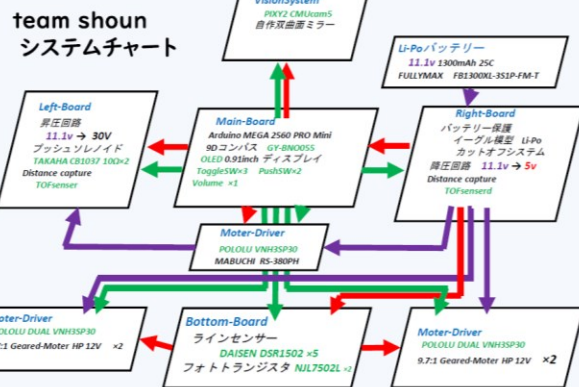 team shoun
システムチャート
VisionSystem
PIXY2 CMUcam5
自作双曲面ミラー
Li-Poバッテリー
11.1v 1300mAh 25C
FULLYMAX FB1300XL-3S1P-FM-T
Left-Board
昇圧回路
11.1v → 30V
プッシュソレノイド
TAKAHA CB1037 10Ω×2
Distance capture
TOFsenser
Main-Board
Arduino MEGA 2560 PRO Mini
9Dコンパス GY-BNO055
OLED 0.91inch ディスプレイ
ToggleSW×3 PushSW×2
Volume ×1
Right-Board
バッテリー保護
イーグル模型 Li-Po
カットオフシステム
降圧回路 11.1v → 5v
Distance capture
TOFsenserd
Moter-Driver
POLOLU VNH3SP30
MABUCHI RS-380PH
Moter-Driver
POLOLU DUAL VNH3SP30
:1 Geared-Moter HP 12V ×2
Bottom-Board
ラインセンサー
DAISEN DSR1502 ×5
フォトトランジスタ NJL7502L ×2
Moter-Driver
POLOLU DUAL VNH3SP30
9.7:1 Geared-Moter HP 12V ×2